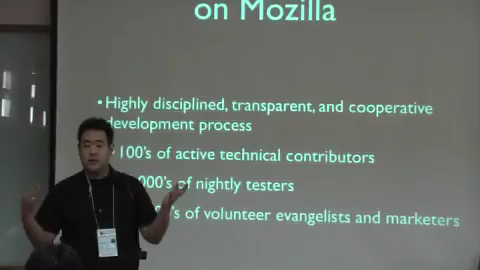 on Mozilla
• Highly disciplined, transparent, and cooperative
development process
100's of active technical contributors
000's of nightly testers
's of volunteer evangelists and marketers